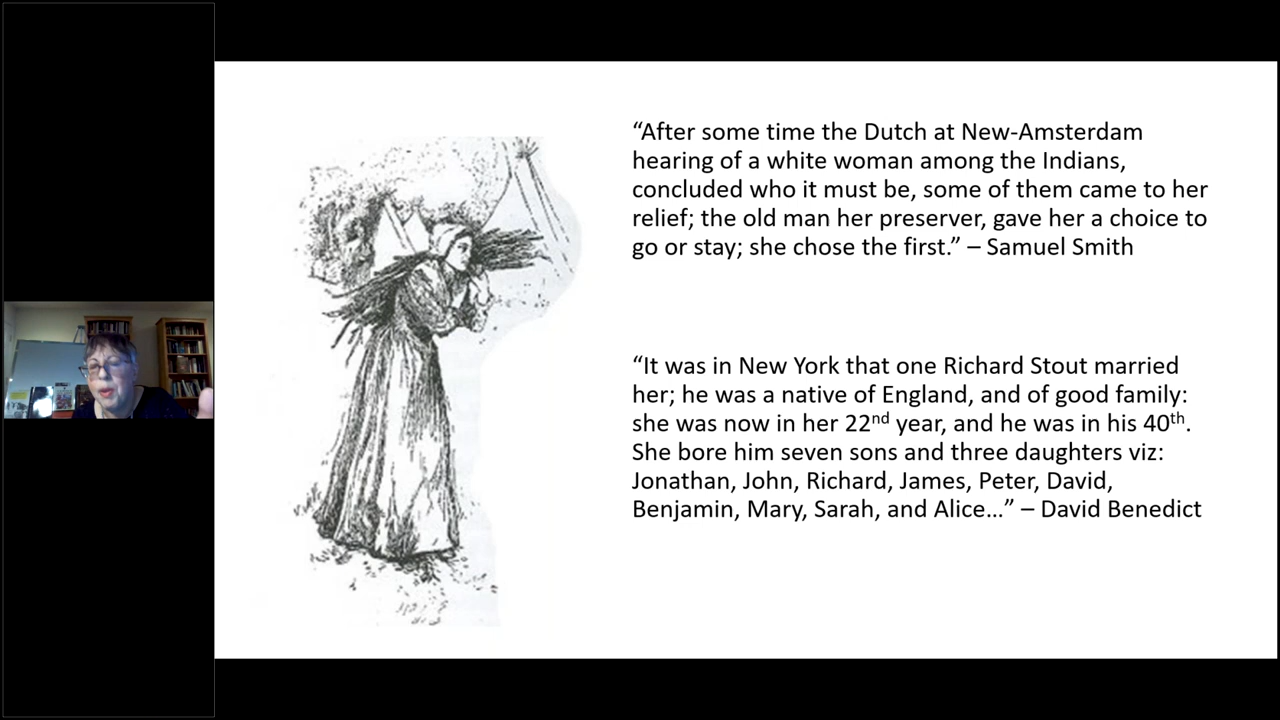 “After some time the Dutch at New-Amsterdam
hearing of a white woman among the Indians,
concluded who it must be, some of them came to her
relief; the old man her preserver, gave her a choice to
go or stay; she chose the first.” – Samuel Smith
“It was in New York that one Richard Stout married
her; he was a native of England, and of good family:
she was now in her 22nd year, and he was in his 40th.
She bore him seven sons and three daughters viz:
Jonathan, John, Richard, James, Peter, David,
Benjamin, Mary, Sarah, and Alice…” – David Benedict